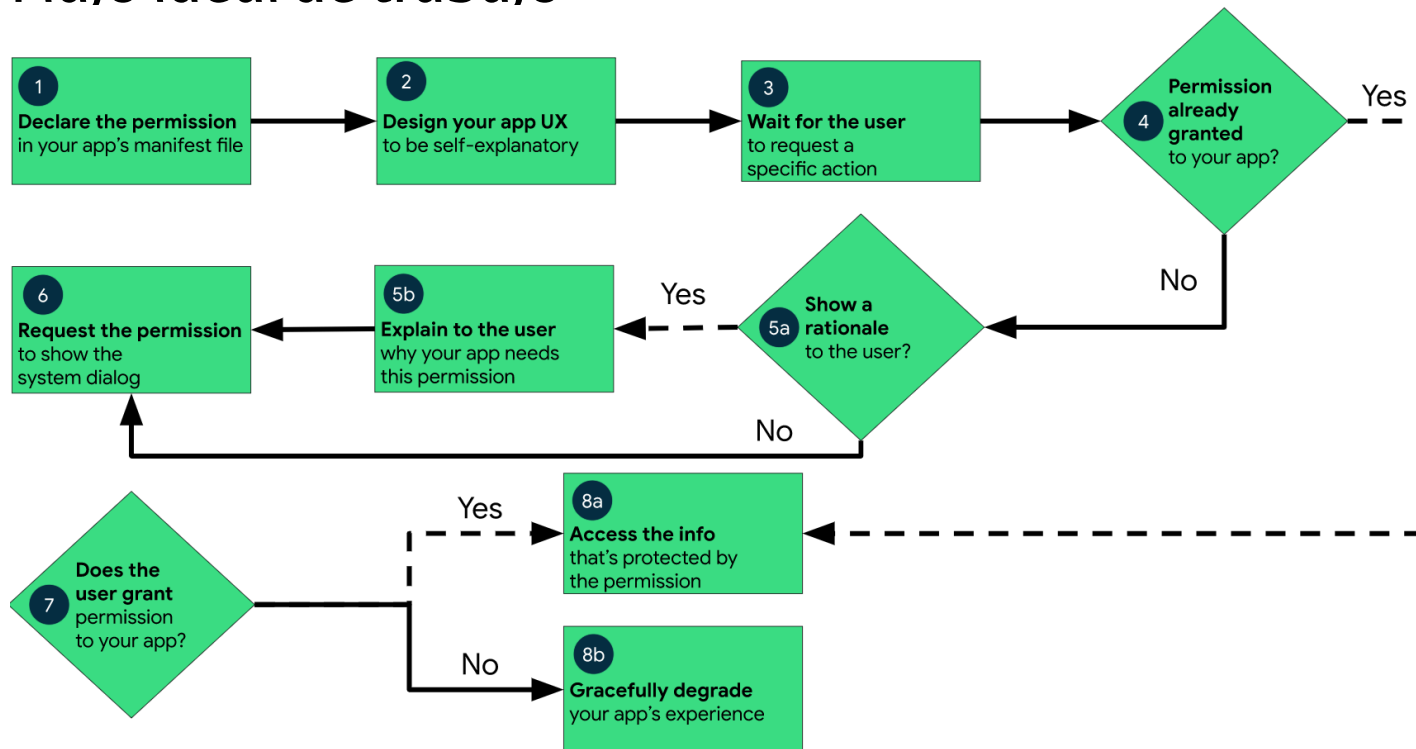 Flujo ideal de trabajo
1
Declare the permission
in your app's manifest file
2
Design your app UX
to be self-explanatory
3
Wait for the user
to request a
specific action
4
Permission
already
granted
to your app?
Yes
No
6
Request the permission
to show the
system dialog
5b
Explain to the user
why your app needs
this permission
Yes
5a
Show a
rationale
to the user?
No
7
Does the
user grant
permission
to your app?
Yes
8a
Access the info
that's protected by
the permission
No
8b
Gracefully degrade
your app's experience